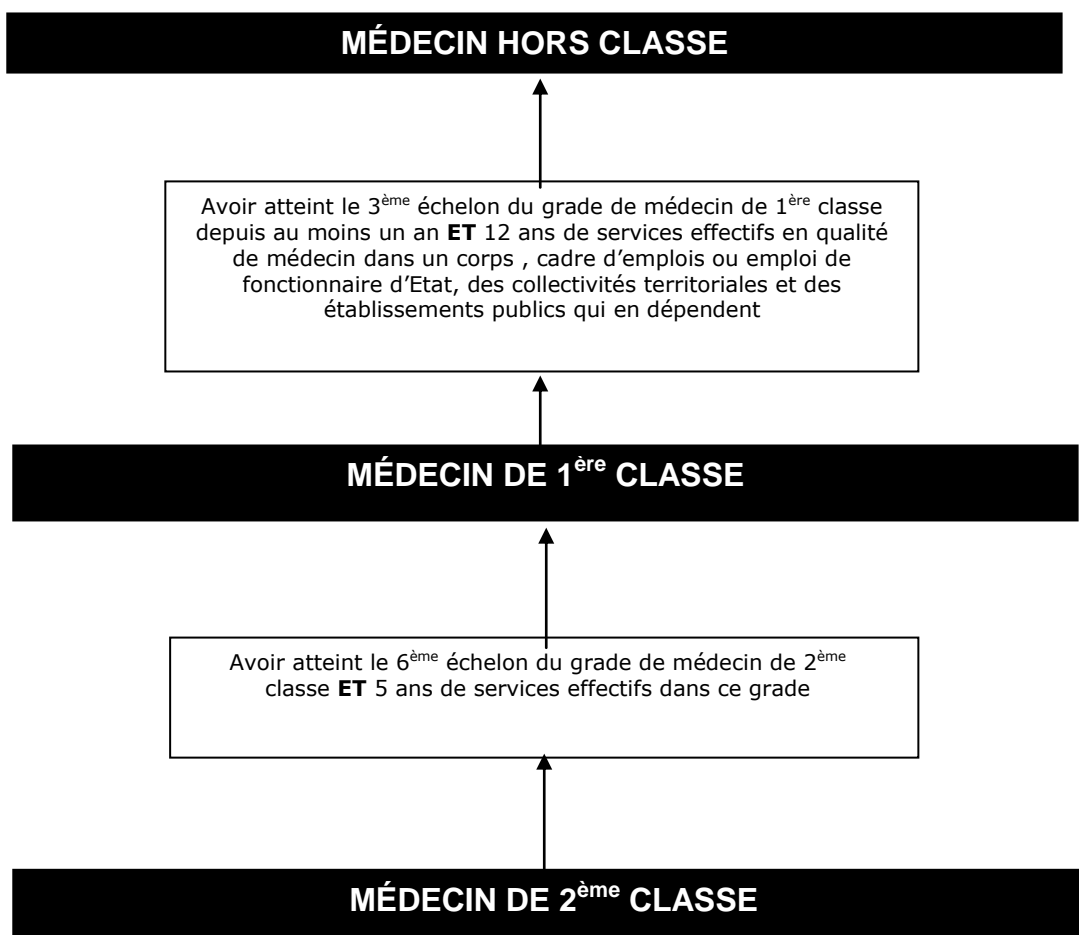 MÉDECIN HORS CLASSE
Avoir atteint le 3ème échelon du grade de médecin de 1ère classe
depuis au moins un an ET 12 ans de services effectifs en qualité
de médecin dans un corps , cadre d’emplois ou emploi de
fonctionnaire d’Etat, des collectivités territoriales et des
établissements publics qui en dépendent
MÉDECIN DE 1ère CLASSE
Avoir atteint le 6ème échelon du grade de médecin de 2ème
classe ET 5 ans de services effectifs dans ce grade
MÉDECIN DE 2ème CLASSE